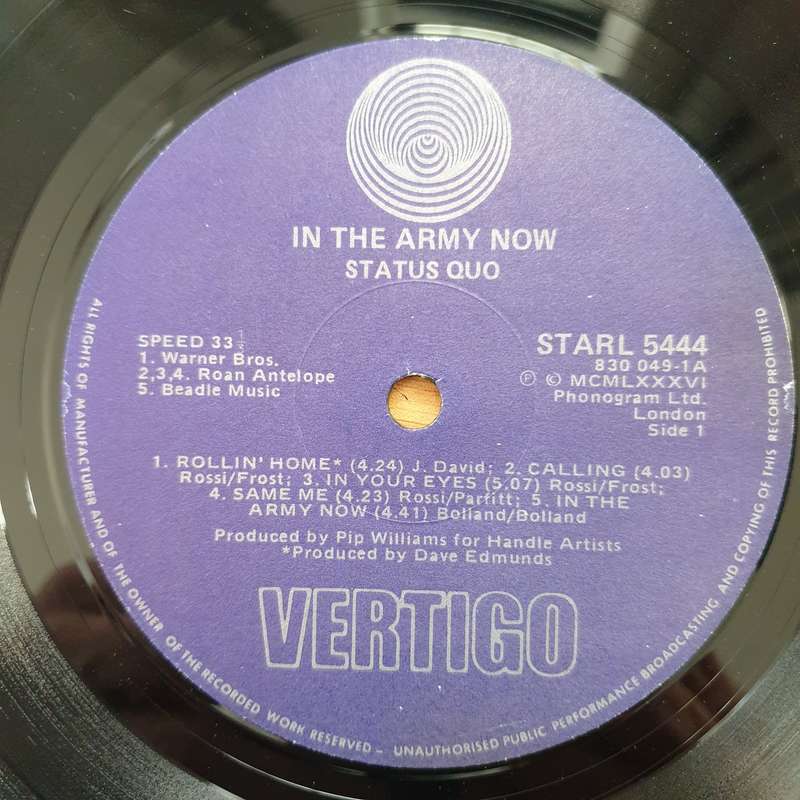 IN THE ARMY NOW
STATUS QUO
SPEED 33
1. Warner Bros.
2,3,4. Roan Antelope
5. Beadle Music
STARL 5444
830 049-1A
Ⓟ © MCMLXXXVI
Phonogram Ltd.
London
Side 1
1. ROLLIN' HOME* (4.24) J. David; 2. CALLING (4.03)
Rossi/Frost; 3. IN YOUR EYES (5.07) Rossi/Frost;
4. SAME ME (4.23) Rossi/Parfitt; 5. IN THE
ARMY NOW (4.41) Bolland/Bolland
Produced by Pip Williams for Handle Artists
*Produced by Dave Edmunds
VERTIGO
ALL RIGHTS OF MANUFACTURER AND OF THE OWNER OF THE RECORDED WORK RESERVED – UNAUTHORISED PUBLIC PERFORMANCE BROADCASTING AND COPYING OF THIS RECORD PROHIBITED